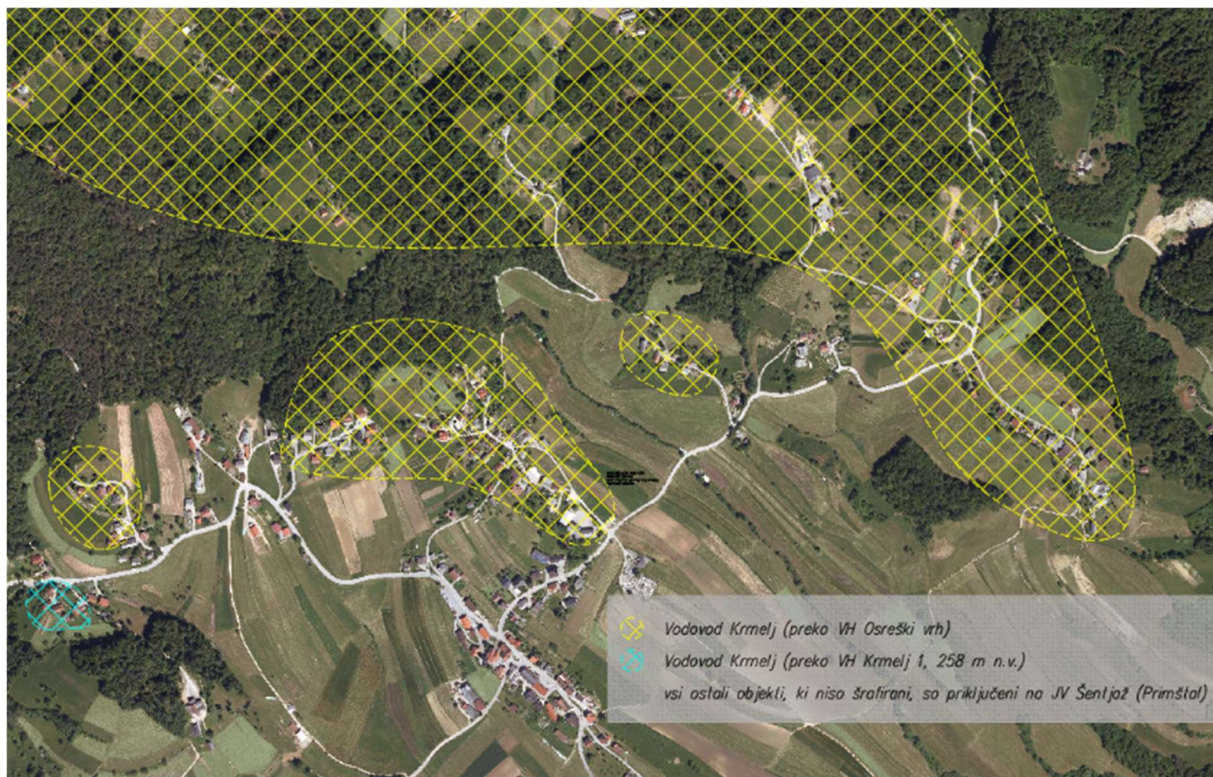 Vodovod Krmelj (preko VH Osreški vrh)
Vodovod Krmelj (preko VH Krmelj 1, 258 m n.v.)
vsi ostali objekti, ki niso šrafirani, so priključeni na JV Šentjaž (Primštal)